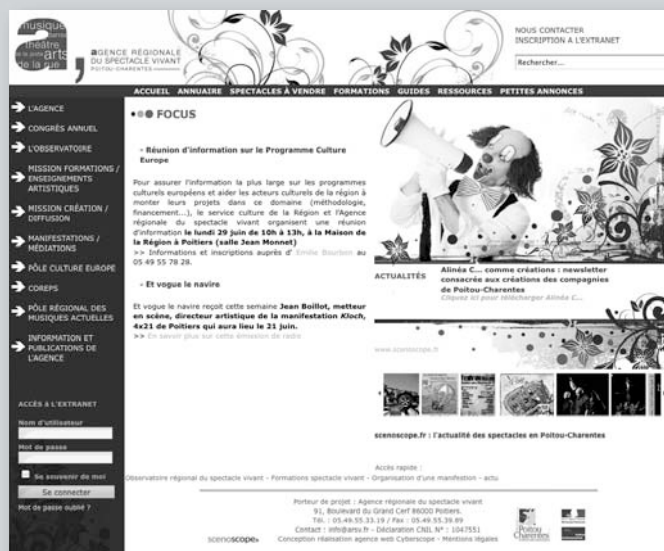 musique
théâtre
arts
de la rue
a,
aGENCE RÉGIONALE
DU SPECTACLE VIVANT
POITOU-CHARENTES
NOUS CONTACTER
INSCRIPTION A L'EXTRANET
Rechercher...
ACCUEIL ANNUAIRE SPECTACLES À VENDRE FORMATIONS GUIDES RESSOURCES PETITES ANNONCES
L'AGENCE
CONGRÈS ANNUEL
L'OBSERVATOIRE
MISSION FORMATIONS /
ENSEIGNEMENTS
ARTISTIQUES
MISSION CRÉATION /
DIFFUSION
MANIFESTATIONS /
MÉDIATIONS
PÔLE CULTURE EUROPE
COREPS
PÔLE RÉGIONAL DES
MUSIQUES ACTUELLES
INFORMATION ET
PUBLICATIONS DE
L'AGENCE
ACCÈS à L'EXTRANET
Nom d'utilisateur
Mot de passe
Se souvenir de moi
Se connecter
Mot de passe oublié ?
FOCUS
- Réunion d'information sur le Programme Culture
Europe
Pour assurer l'information la plus large sur les programmes
culturels européens et aider les acteurs culturels de la région à
monter leurs projets dans ce domaine (méthodologie,
financement...), le service culture de la Région et l'Agence
régionale du spectacle vivant organisent une réunion
d'information le lundi 29 juin de 10h à 13h, à la Maison de
la Région à Poitiers (salle Jean Monnet)
>> Informations et inscriptions auprès d' Emilie Bourbon au
05 49 55 78 28.
- Et vogue le navire
Et vogue le navire reçoit cette semaine Jean Boillot, metteur
en scène, directeur artistique de la manifestation Kloch,
4x21 de Poitiers qui aura lieu le 21 juin.
>> En savoir plus sur cette émission de radio
ACTUALITÉS
Alinéa C... comme créations : newsletter
consacrée aux créations des compagnies
de Poitou-Charentes
Cliquez ici pour télécharger Alinéa C...
www.scenoscope.fr
scenoscope.fr : l'actualité des spectacles en Poitou-Charentes
Accès rapide :
Observatoire régional du spectacle vivant - Formations spectacle vivant - Organisation d'une manifestion - actu
Porteur de projet : Agence régionale du spectacle vivant
91, Boulevard du Grand Cerf 86000 Poitiers.
Tél. : 05.49.55.33.19 / Fax : 05.49.55.39.89
Contact : info@arsv.fr - Déclaration CNIL N° : 104755)
Conception réalisation agence web Cyberscope - Mentions légales
scenoscope.
Poitou
Charentes